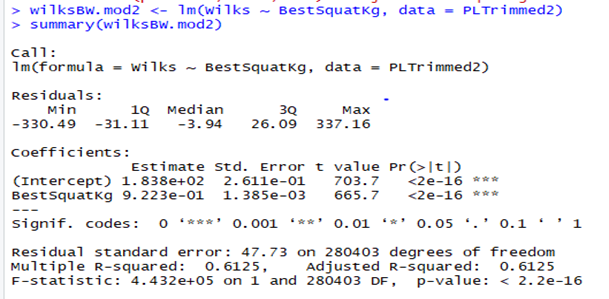 > wilksBW.mod2 <- lm(Wilks ~ BestSquatKg, data = PLTrimmed2)
> summary(wilksBW.mod2)
Call:
lm(formula = Wilks ~ BestSquatKg, data = PLTrimmed2)
Residuals:
Min 1Q Median 3Q Max
-330.49 -31.11 -3.94 26.09 337.16
Coefficients:
Estimate Std. Error t value Pr(>|t|)
(Intercept) 1.838e+02 2.611e-01 703.7 <2e-16 ***
BestSquatKg 9.223e-01 1.385e-03 665.7 <2e-16 ***
---
Signif. codes: 0 ‘***’ 0.001 ‘**’ 0.01 ‘*’ 0.05 ‘.’ 0.1 ‘ ’ 1
Residual standard error: 47.73 on 280403 degrees of freedom
Multiple R-squared: 0.6125, Adjusted R-squared: 0.6125
F-statistic: 4.432e+05 on 1 and 280403 DF, p-value: < 2.2e-16